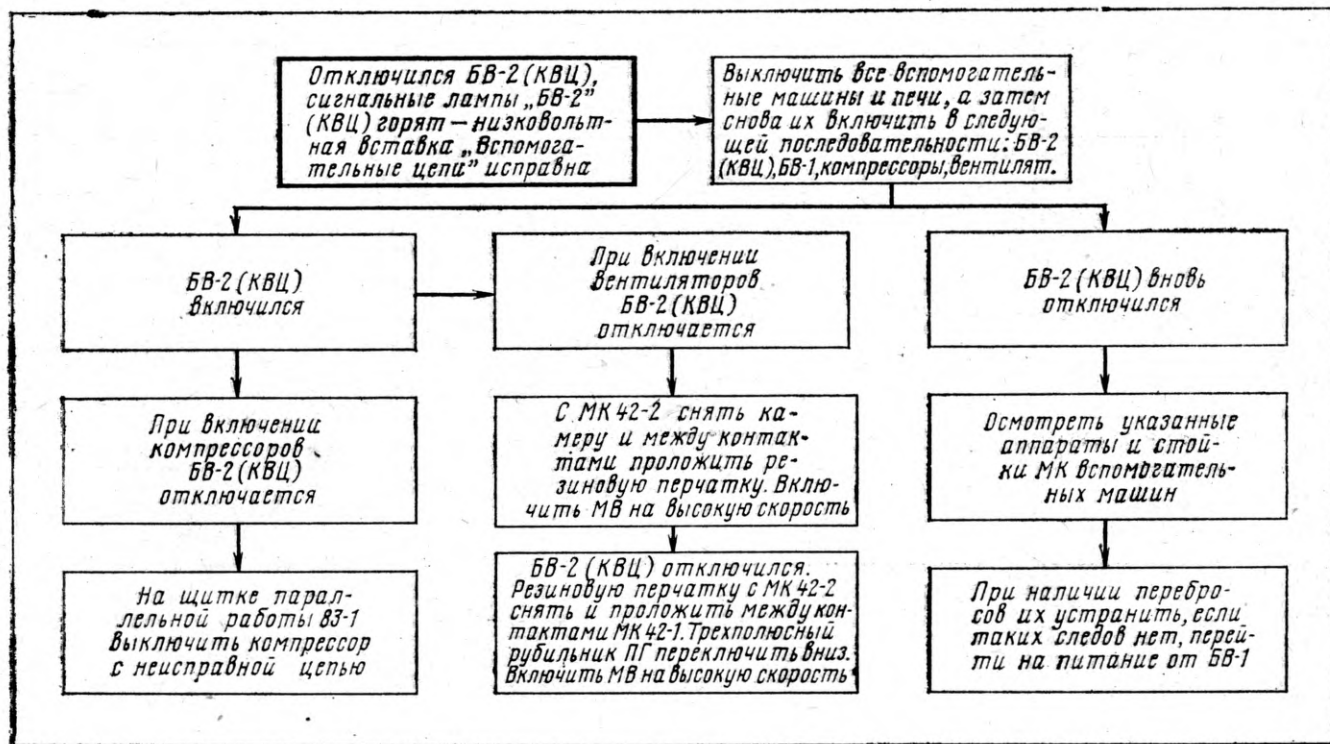 Отключился БВ-2 (КВЦ),
сигнальные лампы „БВ-2”
(КВЦ) горят — низковольт-
ная вставка „Вспомога-
тельные цепи” исправна
Выключить все вспомогатель-
ные машины и печи, а затем
снова их включить в следую-
щей последовательности: БВ-2
(КВЦ), БВ-1, компрессоры, вентилят.
БВ-2 (КВЦ)
включился
При включении
вентиляторов
БВ-2 (КВЦ)
отключается
БВ-2 (КВЦ) вновь
отключился
При включении
компрессоров
БВ-2 (КВЦ)
отключается
С МК 42-2 снять ка-
меру и между контак-
тами проложить ре-
зиновую перчатку. Вклю-
чить МВ на высокую скорость
Осмотреть указанные
аппараты и стой-
ки МК вспомогатель-
ных машин
На щитке парал-
лельной работы 83-1
Выключить компрессор
с неисправной цепью
БВ-2 (КВЦ) отключился.
Резиновую перчатку с МК 42-2
снять и проложить между кон-
тактами МК 42-1. Трехполюсный
рубильник ПГ переключить вниз.
Включить МВ на высокую скорость
При наличии перебро-
сов их устранить, если
таких следов нет, перей-
ти на питание от БВ-1